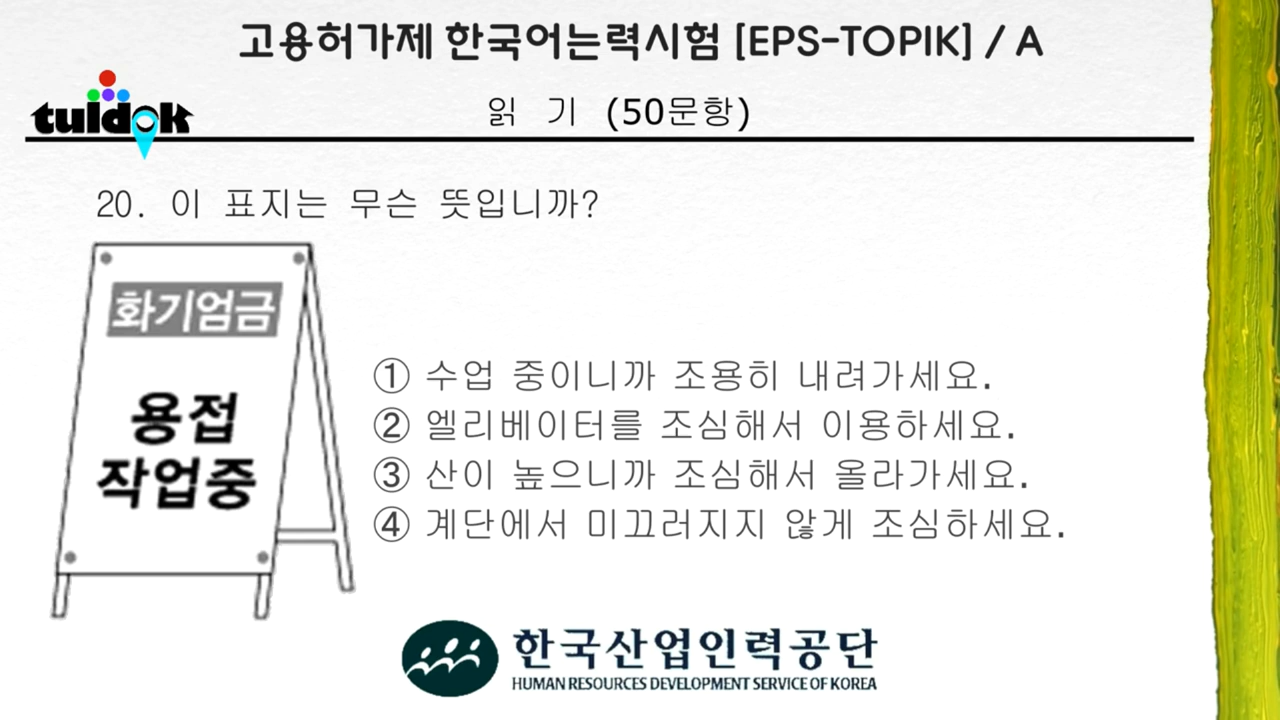 고용허가제 한국어능력시험 [EPS-TOPIK] / A
tuidok
읽 기 (50문항)
20. 이 표지는 무슨 뜻입니까?
화기엄금
용접
작업중
① 수업 중이니까 조용히 내려가세요.
② 엘리베이터를 조심해서 이용하세요.
③ 산이 높으니까 조심해서 올라가세요.
④ 계단에서 미끄러지지 않게 조심하세요.
한국산업인력공단
HUMAN RESOURCES DEVELOPMENT SERVICE OF KOREA